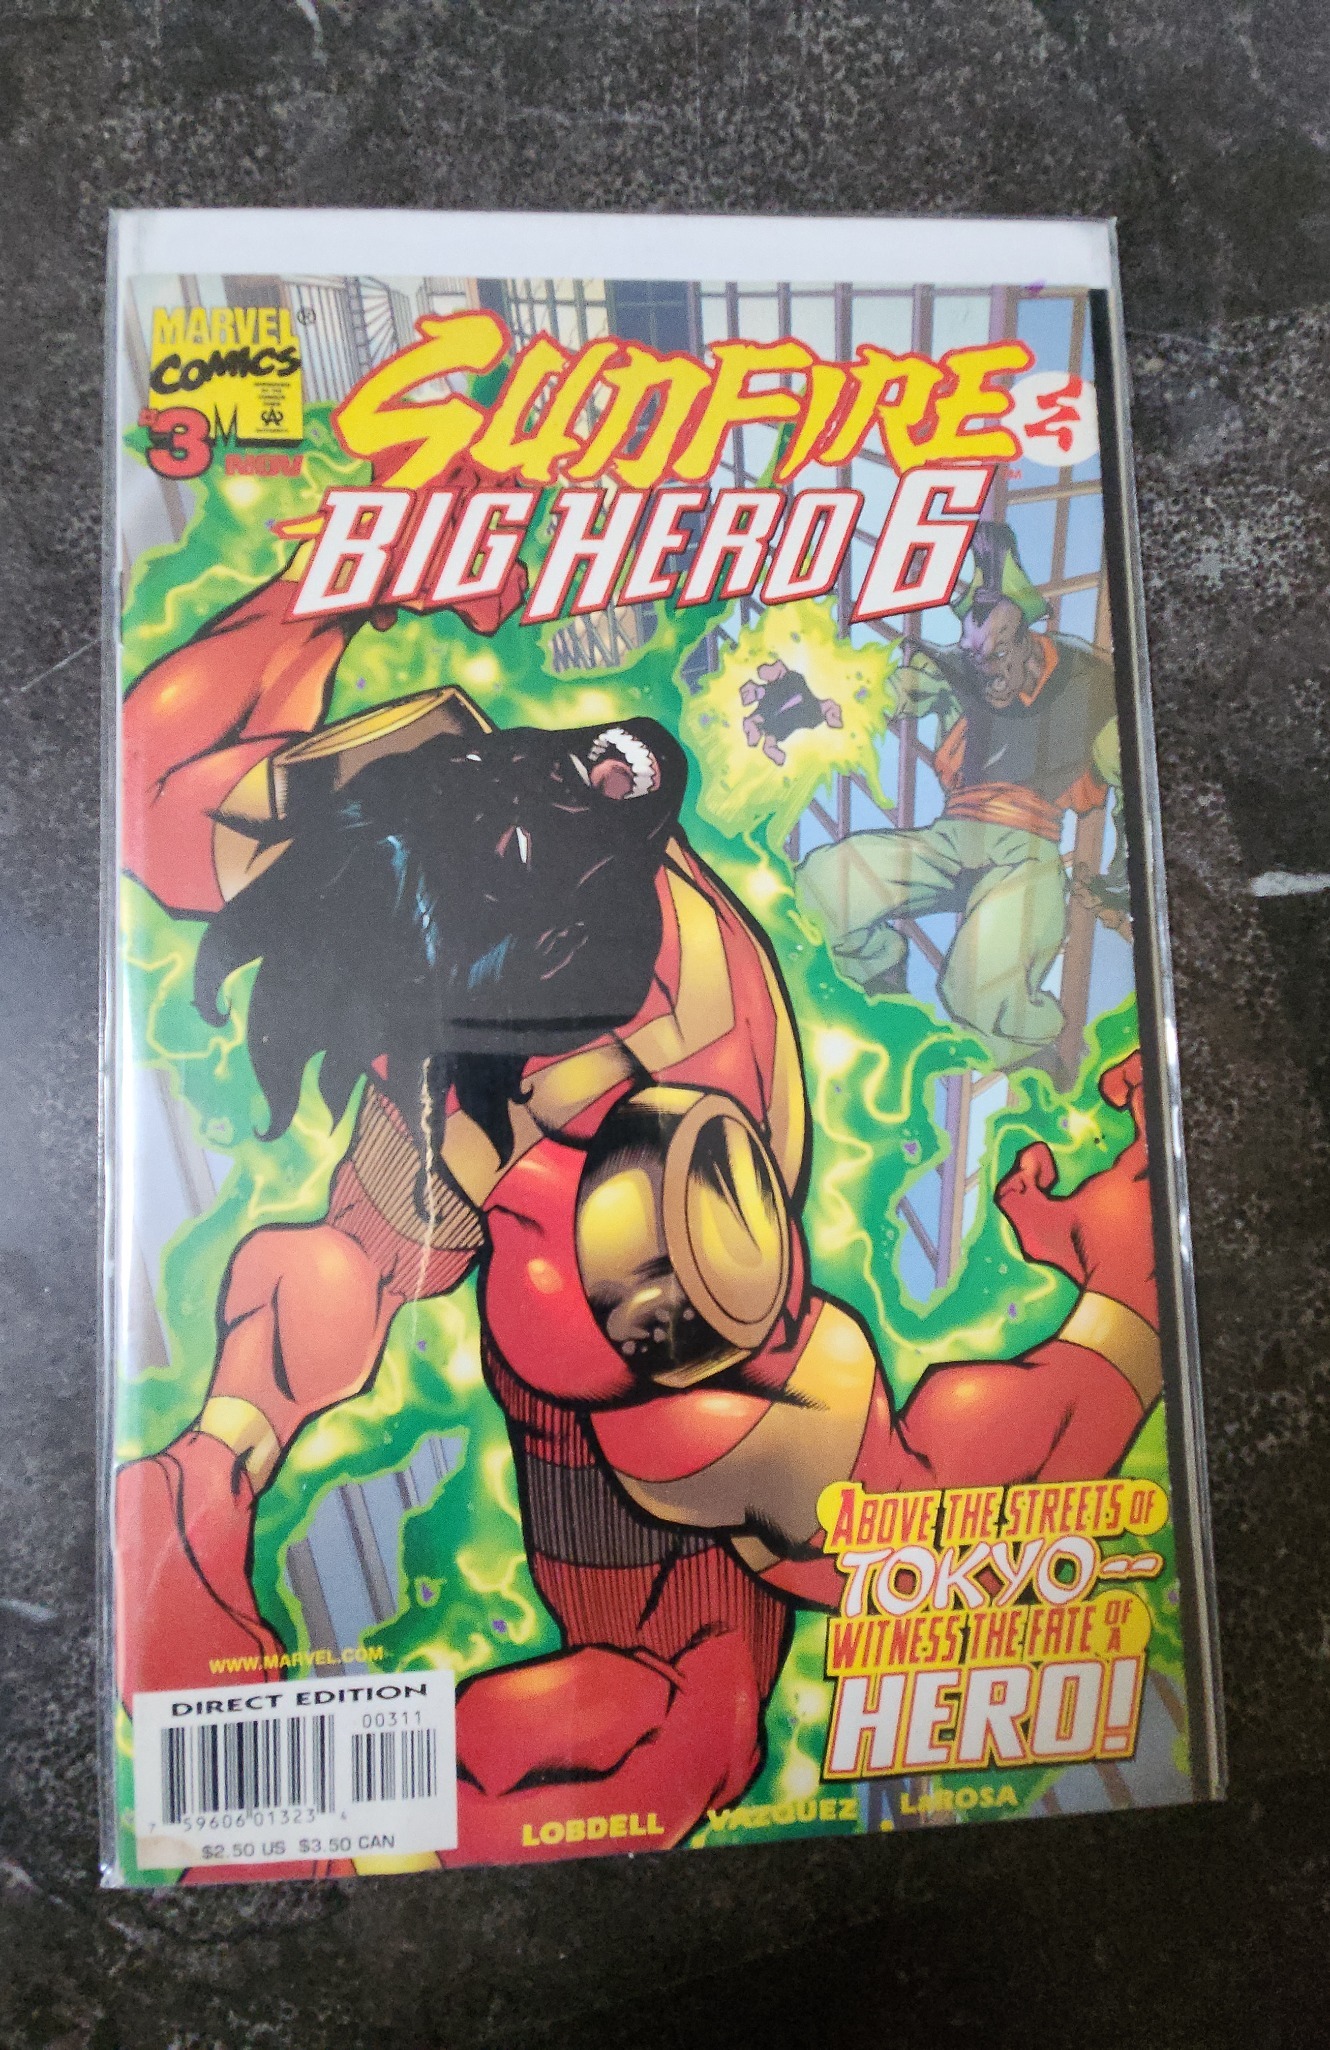 MARVEL®
COMICS
#3 M
NOV
SUNFIRE
BIG HERO 6
ABOVE THE STREETS OF
TOKYO--
WITNESS THE FATE OF A
HERO!
WWW.MARVEL.COM
DIRECT EDITION
00311
7 59606 01323 4
$2.50 US $3.50 CAN
LOBDELL VAZQUEZ LAROSA